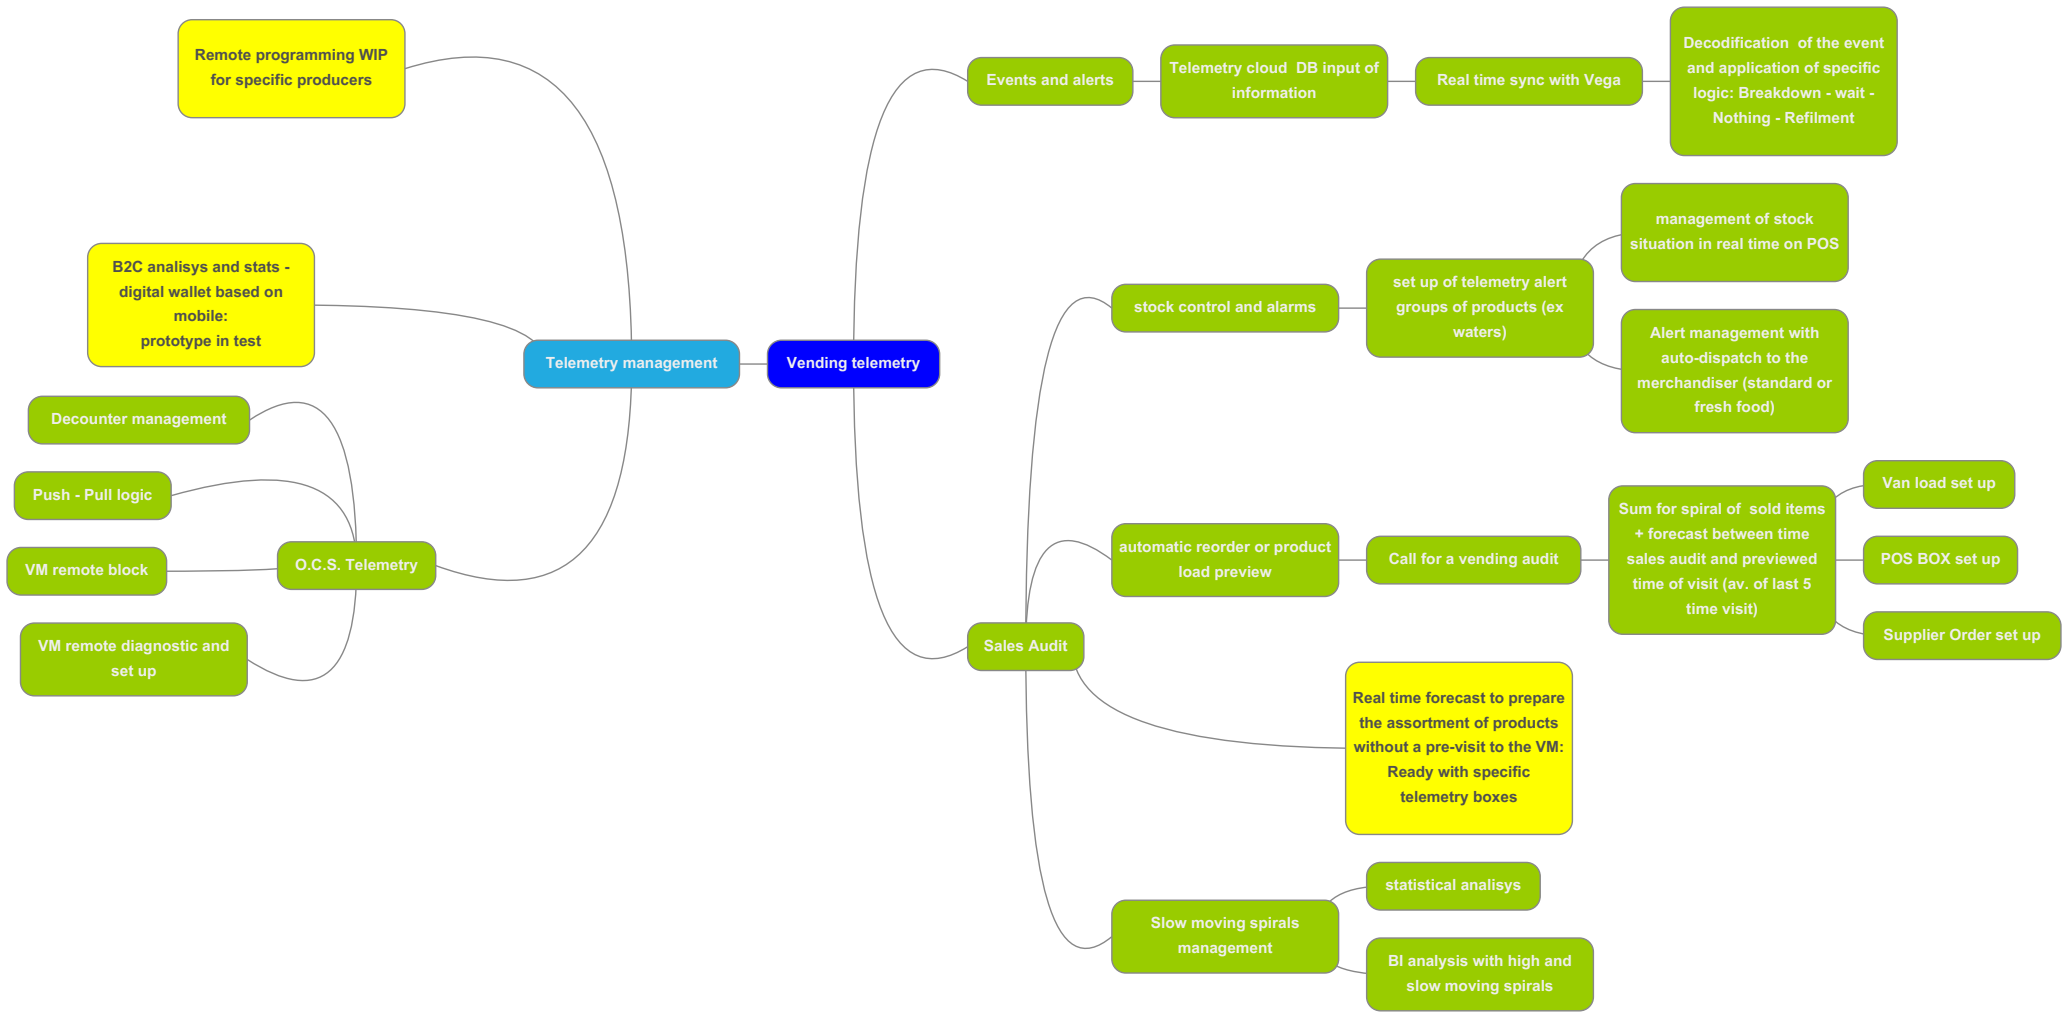 Remote programming WIP
for specific producers
B2C analisys and stats -
digital wallet based on
mobile:
prototype in test
Decounter management
Push - Pull logic
VM remote block
VM remote diagnostic and
set up
O.C.S. Telemetry
Telemetry management
Vending telemetry
Events and alerts
Telemetry cloud  DB input of
information
Real time sync with Vega
Decodification  of the event
and application of specific
logic: Breakdown - wait -
Nothing - Refilment
Sales Audit
stock control and alarms
set up of telemetry alert
groups of products (ex
waters)
management of stock
situation in real time on POS
Alert management with
auto-dispatch to the
merchandiser (standard or
fresh food)
automatic reorder or product
load preview
Call for a vending audit
Sum for spiral of  sold items
+ forecast between time
sales audit and previewed
time of visit (av. of last 5
time visit)
Van load set up
POS BOX set up
Supplier Order set up
Real time forecast to prepare
the assortment of products
without a pre-visit to the VM:
Ready with specific
telemetry boxes
Slow moving spirals
management
statistical analisys
BI analysis with high and
slow moving spirals